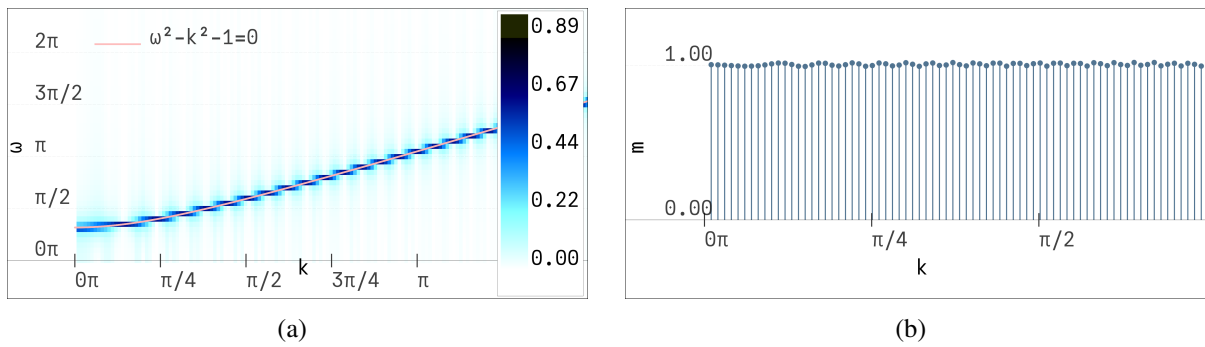 2π
ω²-k²-1=0
3π/2
ω
π
π/2
0π
k
0π
π/4
π/2
3π/4
π
0.89
0.67
0.44
0.22
0.00
(a)
1.00
m
0.00
0π
π/4
π/2
k
(b)